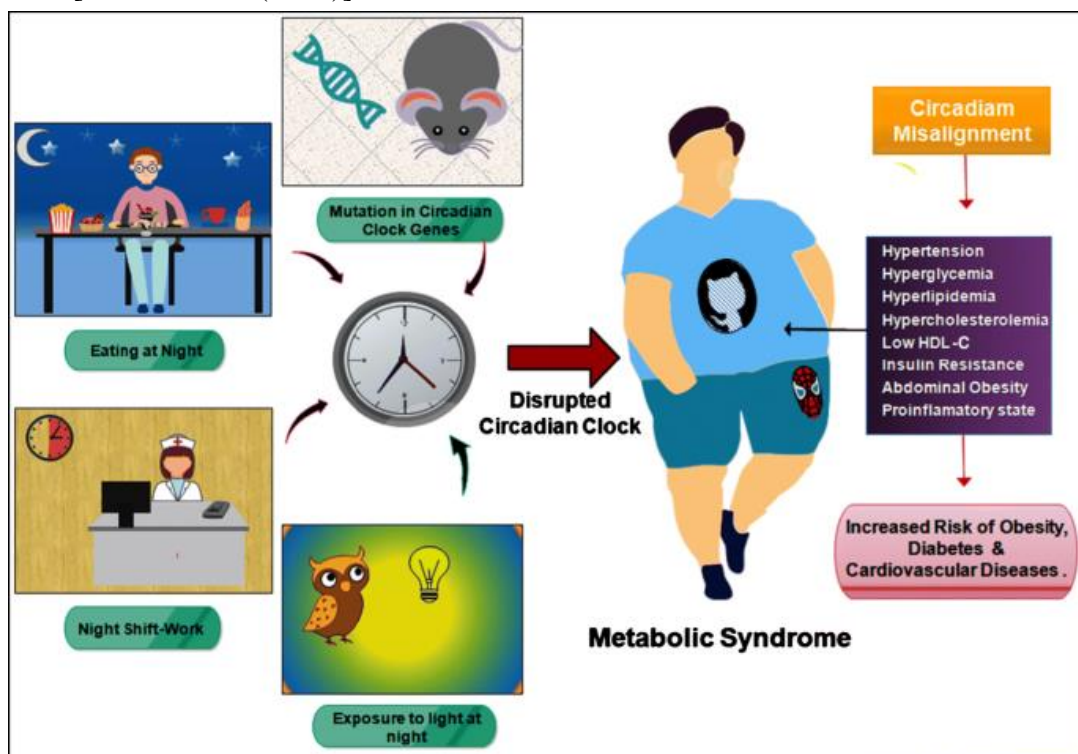 Mutation in Circadian
Clock Genes
Eating at Night
Night Shift-Work
Exposure to light at
night
Disrupted
Circadian Clock
Metabolic Syndrome
Circadiam
Misalignment
Hypertension
Hyperglycemia
Hyperlipidemia
Hypercholesterolemia
Low HDL-C
Insulin Resistance
Abdominal Obesity
Proinflamatory state
Increased Risk of Obesity,
Diabetes &
Cardiovascular Diseases .